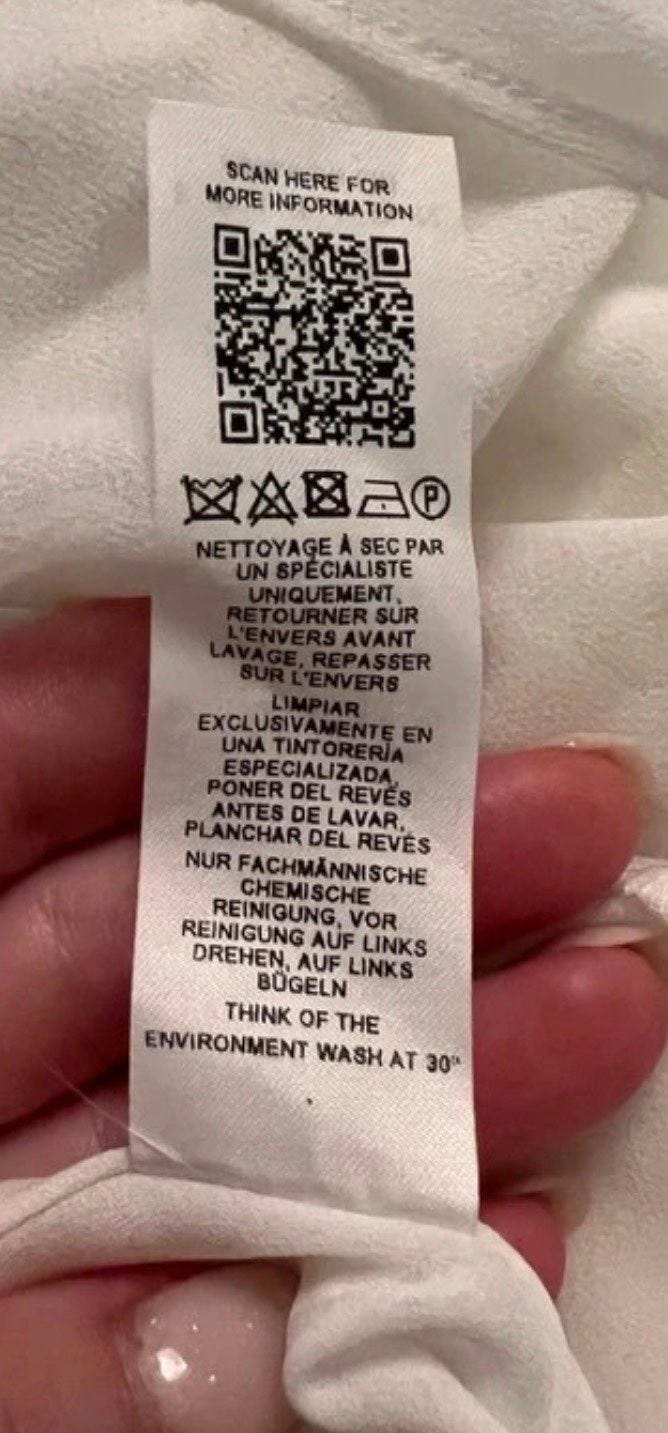 SCAN HERE FOR
MORE INFORMATION
P
NETTOYAGE À SEC PAR
UN SPÉCIALISTE
UNIQUEMENT,
RETOURNER SUR
L'ENVERS AVANT
LAVAGE, REPASSER
SUR L'ENVERS
LIMPIAR
EXCLUSIVAMENTE EN
UNA TINTORERÍA
ESPECIALIZADA,
PONER DEL REVÉS
ANTES DE LAVAR,
PLANCHAR DEL REVÉS
NUR FACHMÄNNISCHE
CHEMISCHE
REINIGUNG, VOR
REINIGUNG AUF LINKS
DREHEN, AUF LINKS
BÜGELN
THINK OF THE
ENVIRONMENT WASH AT 30°